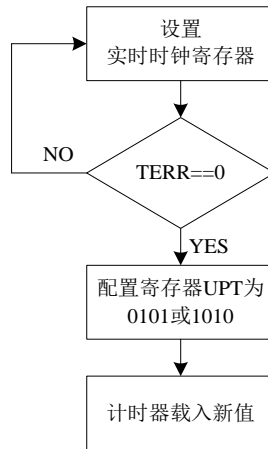 设置
实时时钟寄存器
NO
TERR==0
YES
配置寄存器UPT为
0101或1010
计时器载入新值